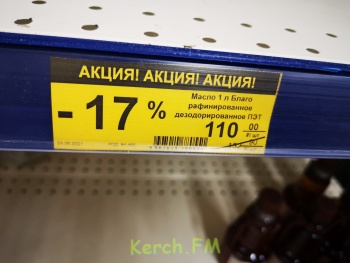 АКЦИЯ! АКЦИЯ! АКЦИЯ!
- 17 %
Масло 1 л Благо
рафинированное
дезодорированное ПЭТ
110 00
Kerch.FM